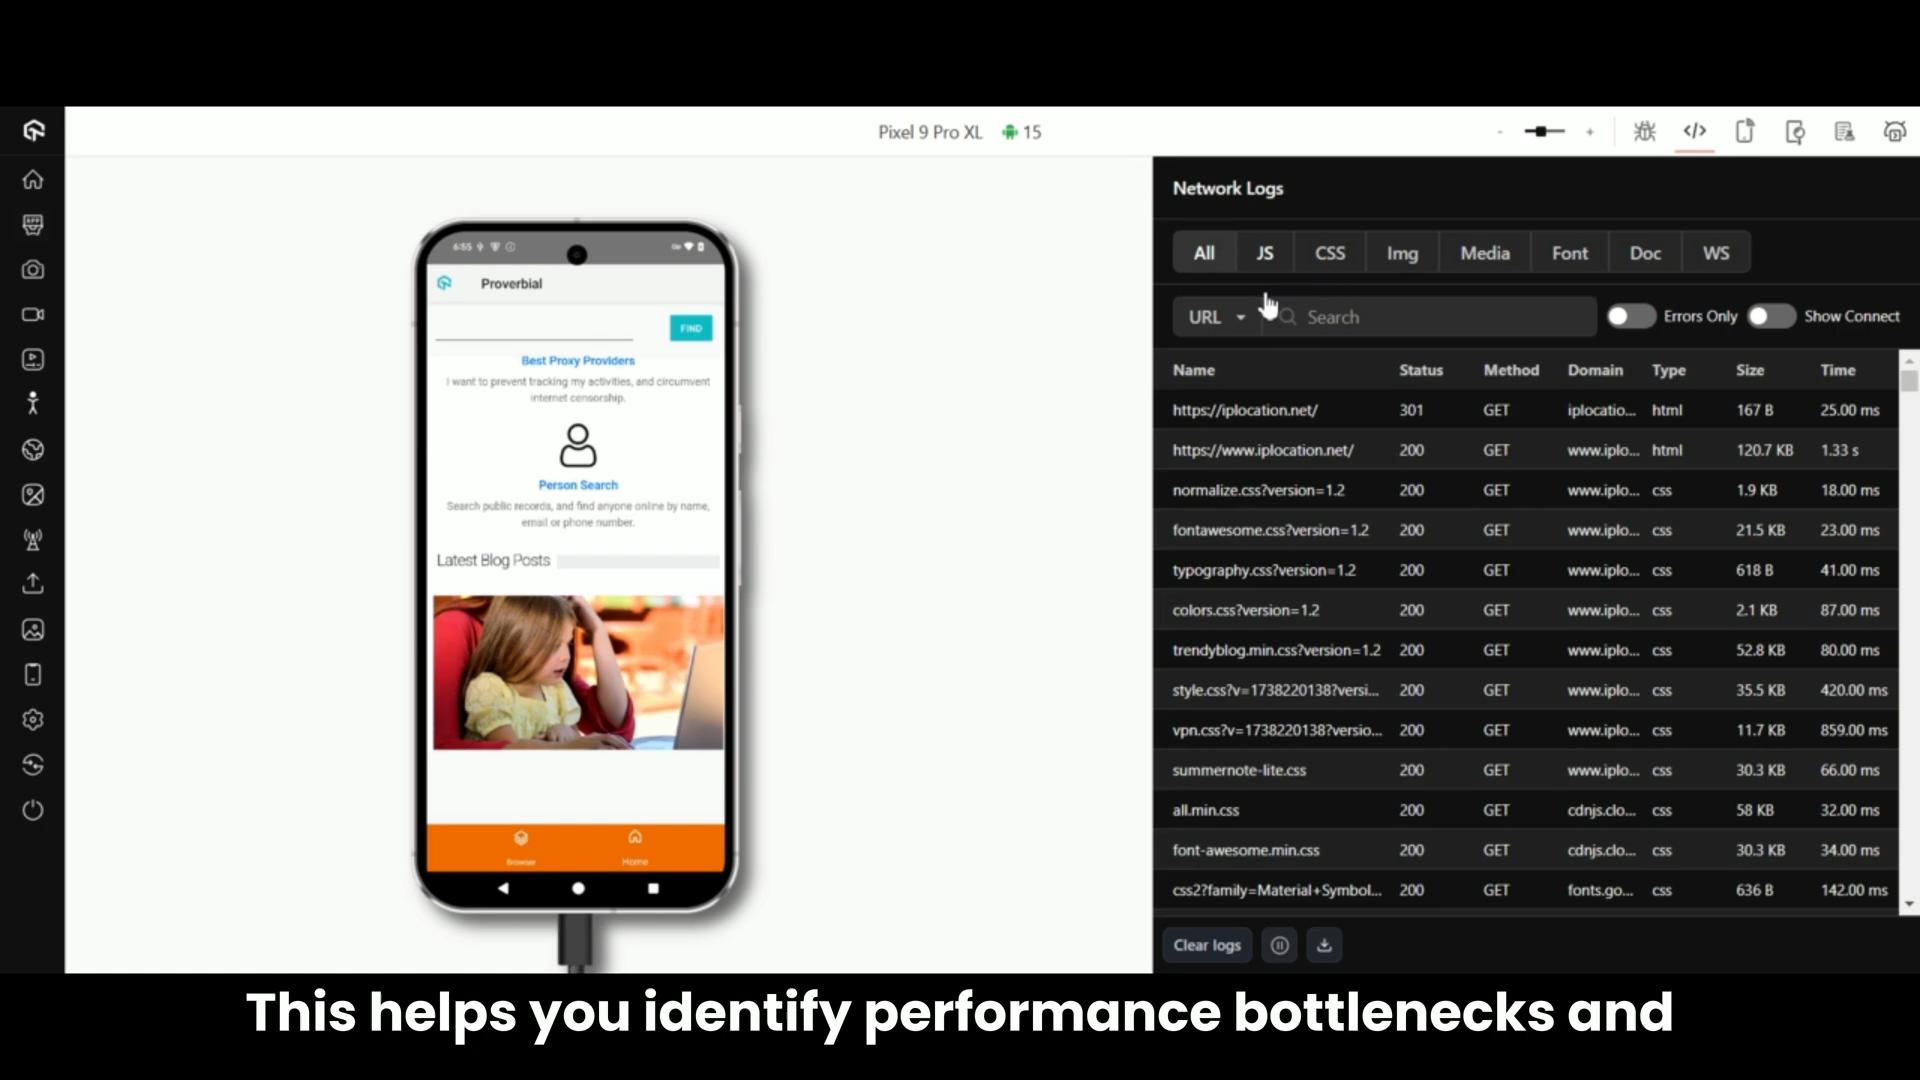 Pixel 9 Pro XL 15
- +
6:55
Proverbial
FIND
Best Proxy Providers
I want to prevent tracking my activities, and circumvent
internet censorship.
Person Search
Search public records, and find anyone online by name,
email or phone number.
Latest Blog Posts
Browser Home
Network Logs
All JS CSS Img Media Font Doc WS
URL Search Errors Only Show Connect
Name Status Method Domain Type Size Time
https://iplocation.net/ 301 GET iplocatio... html 167 B 25.00 ms
https://www.iplocation.net/ 200 GET www.iplo... html 120.7 KB 1.33 s
normalize.css?version=1.2 200 GET www.iplo... css 1.9 KB 18.00 ms
fontawesome.css?version=1.2 200 GET www.iplo... css 21.5 KB 23.00 ms
typography.css?version=1.2 200 GET www.iplo... css 618 B 41.00 ms
colors.css?version=1.2 200 GET www.iplo... css 2.1 KB 87.00 ms
trendyblog.min.css?version=1.2 200 GET www.iplo... css 52.8 KB 80.00 ms
style.css?v=1738220138?versi... 200 GET www.iplo... css 35.5 KB 420.00 ms
vpn.css?v=1738220138?versio... 200 GET www.iplo... css 11.7 KB 859.00 ms
summernote-lite.css 200 GET www.iplo... css 30.3 KB 66.00 ms
all.min.css 200 GET cdnjs.clo... css 58 KB 32.00 ms
font-awesome.min.css 200 GET cdnjs.clo... css 30.3 KB 34.00 ms
css2?family=Material+Symbol... 200 GET fonts.go... css 636 B 142.00 ms
Clear logs
This helps you identify performance bottlenecks and